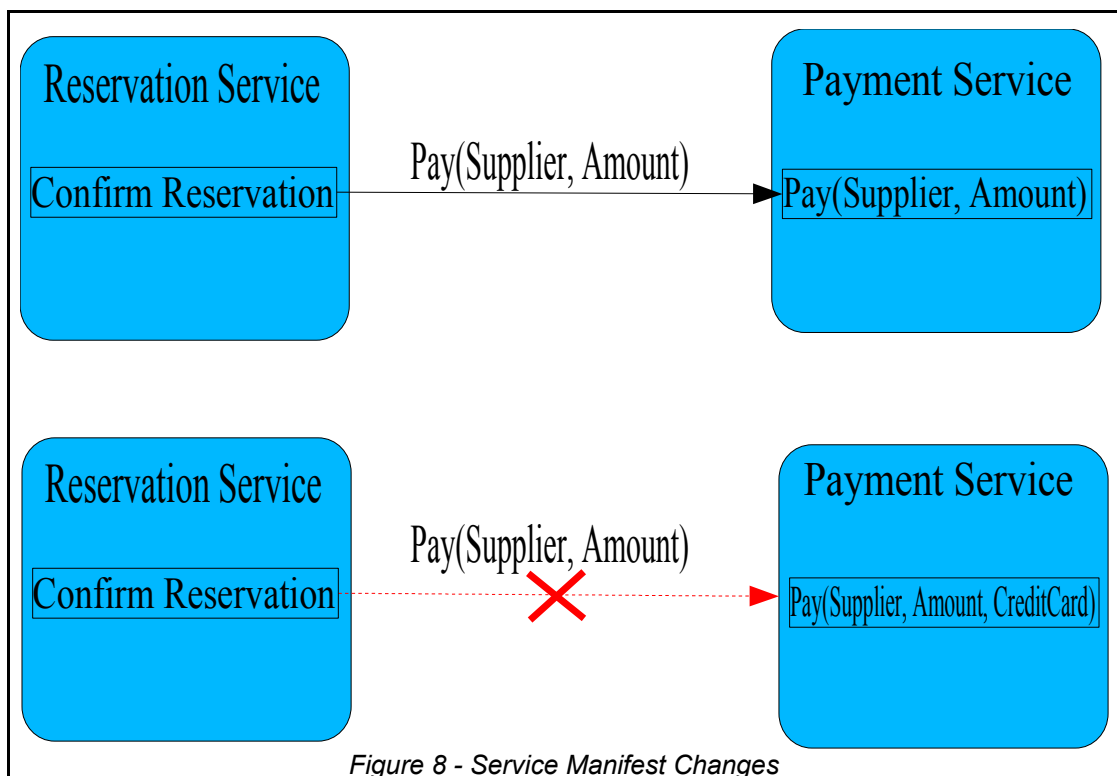 Reservation Service
Payment Service
Pay(Supplier, Amount)
Confirm Reservation
Pay(Supplier, Amount)
Reservation Service
Payment Service
Pay(Supplier, Amount)
Confirm Reservation
Pay(Supplier, Amount, CreditCard)
Figure 8 - Service Manifest Changes